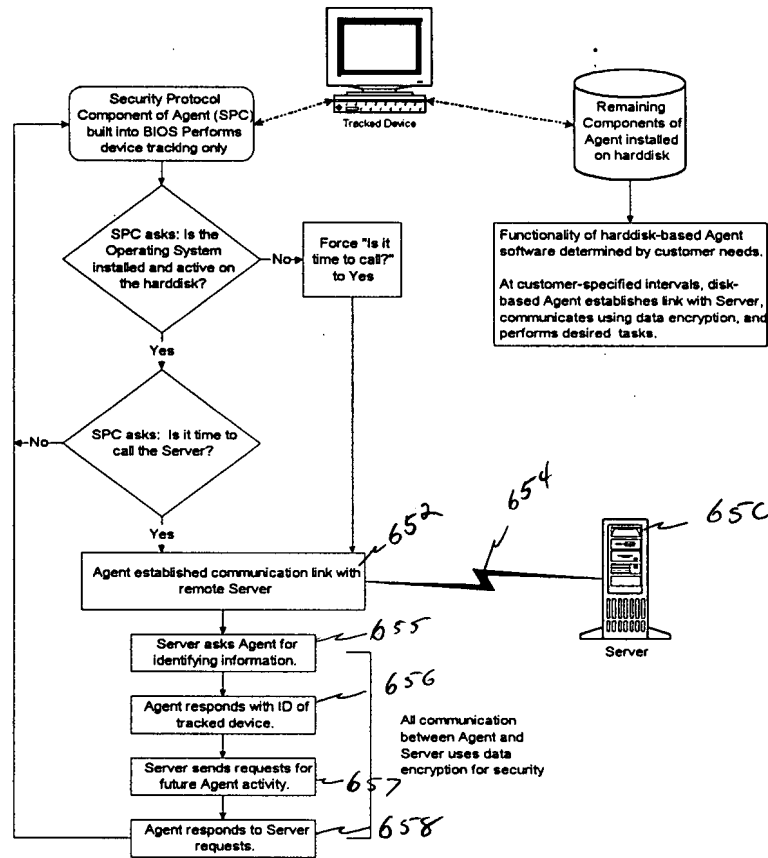 Tracked Device
Security Protocol
Component of Agent (SPC)
built into BIOS Performs
device tracking only
Remaining
Components of
Agent installed
on harddisk
SPC asks: Is the
Operating System
installed and active on
the harddisk?
No
Force "Is it
time to call?"
to Yes
Functionality of harddisk-based Agent
software determined by customer needs.
At customer-specified intervals, disk-
based Agent establishes link with Server,
communicates using data encryption, and
performs desired tasks.
Yes
SPC asks: Is it time to
call the Server?
No
Yes
652
654
650
Agent established communication link with
remote Server
Server
655
Server asks Agent for
identifying information.
656
Agent responds with ID of
tracked device.
All communication
between Agent and
Server uses data
encryption for security
Server sends requests for
future Agent activity.
657
Agent responds to Server
requests.
658